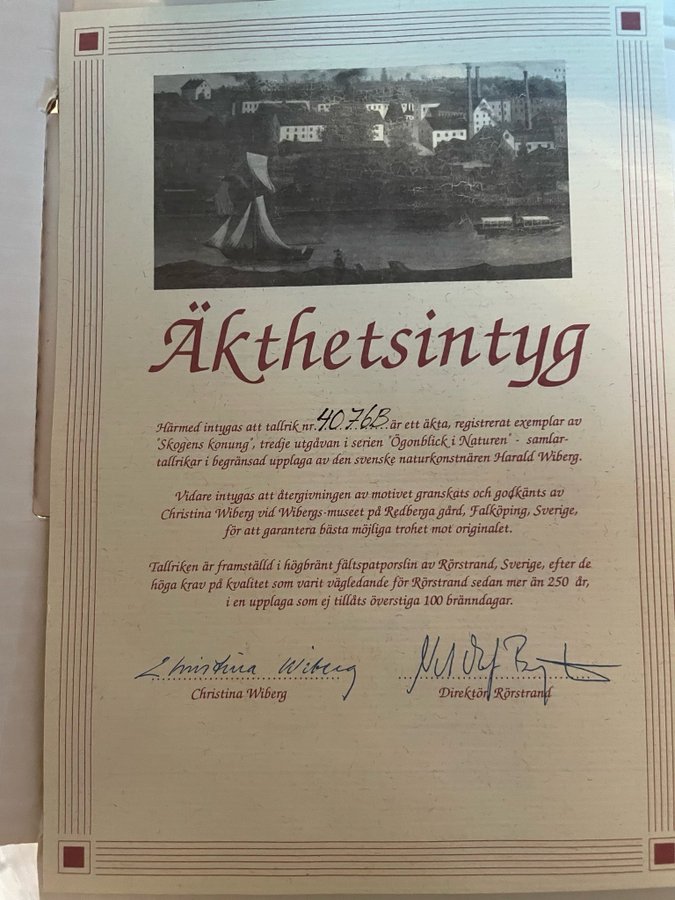 Äkthetsintyg
Härmed intygas att tallrik nr. 4076B är ett äkta, registrerat exemplar av
"Skogens konung", tredje utgåvan i serien "Ögonblick i Naturen" - samlar-
tallrikar i begränsad upplaga av den svenske naturkonstnären Harald Wiberg.
Vidare intygas att återgivningen av motivet granskats och godkänts av
Christina Wiberg vid Wibergs-museet på Redberga gård, Falköping, Sverige,
för att garantera bästa möjliga trohet mot originalet.
Tallriken är framställd i högbränt fältspatporslin av Rörstrand, Sverige, efter de
höga krav på kvalitet som varit vägledande för Rörstrand sedan mer än 250 år,
i en upplaga som ej tillåts överstiga 100 bränndagar.
Christina Wiberg
Christina Wiberg
Direktör, Rörstrand